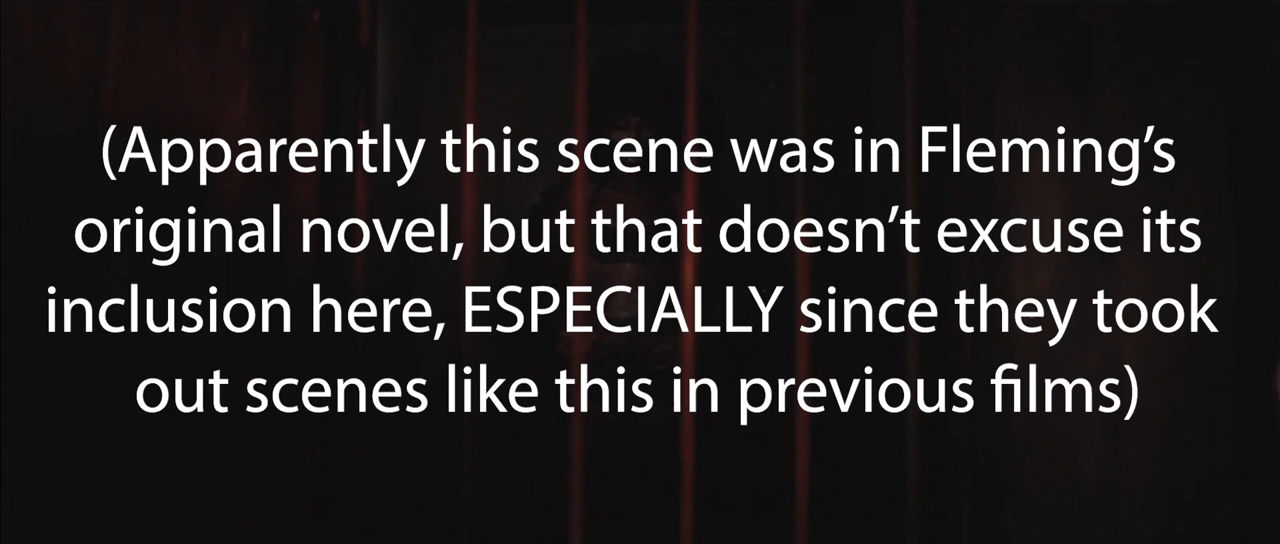 (Apparently this scene was in Fleming’s
original novel, but that doesn’t excuse its
inclusion here, ESPECIALLY since they took
out scenes like this in previous films)